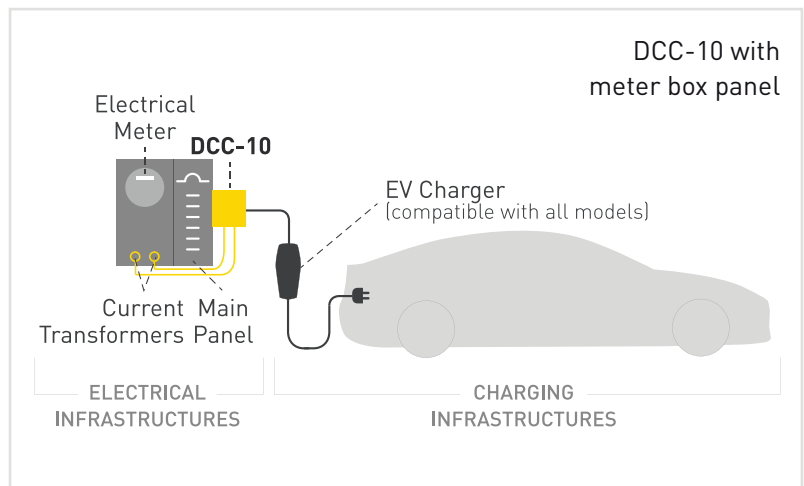 DCC-10 with
meter box panel
Electrical
Meter
DCC-10
EV Charger
(compatible with all models)
Current
Transformers
Main
Panel
ELECTRICAL
INFRASTRUCTURES
CHARGING
INFRASTRUCTURES